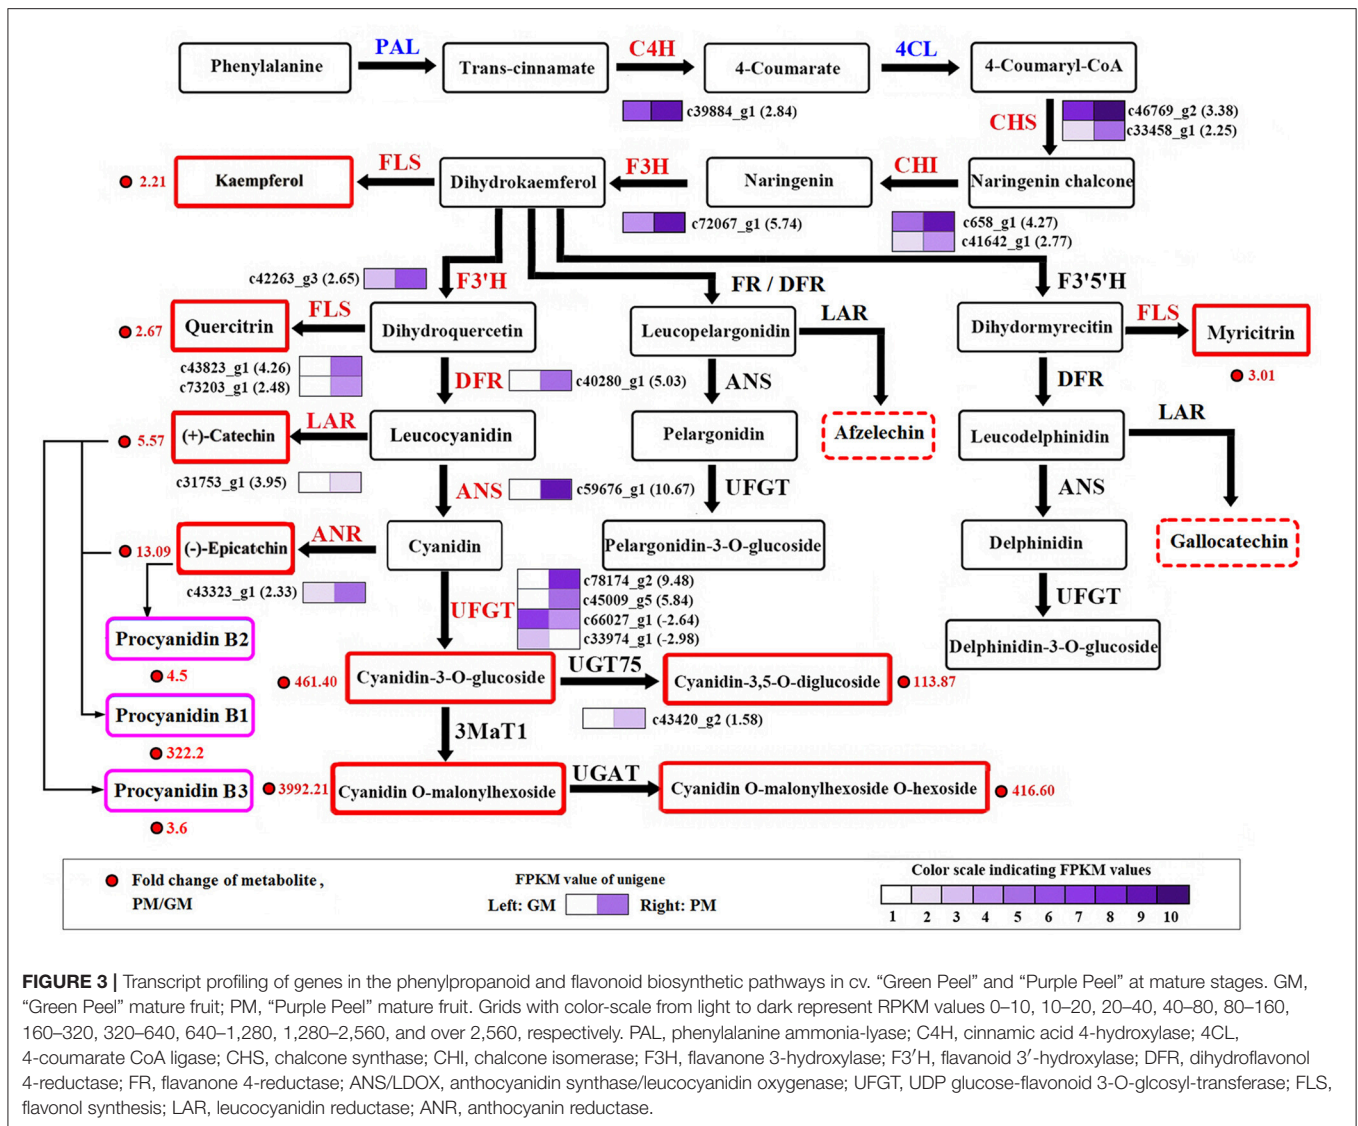 PAL C4H 4CL
Phenylalanine Trans-cinnamate 4-Coumarate 4-Coumaryl-CoA
c39884_g1 (2.84) CHS c46769_g2 (3.38)
c33458_g1 (2.25)
FLS F3H CHI
2.21 Kaempferol Dihydrokaemferol Naringenin Naringenin chalcone
c72067_g1 (5.74) c658_g1 (4.27)
c41642_g1 (2.77)
c42263_g3 (2.65) F3'H FR / DFR F3'5'H
FLS LAR FLS
2.67 Quercitrin Dihydroquercetin Leucopelargonidin Dihydormyrecitin Myricitrin
c43823_g1 (4.26) 3.01
c73203_g1 (2.48) DFR c40280_g1 (5.03) ANS DFR
LAR LAR
5.57 (+)-Catechin Leucocyanidin Pelargonidin Afzelechin Leucodelphinidin
c31753_g1 (3.95) ANS c59676_g1 (10.67) UFGT ANS
ANR
13.09 (-)-Epicatchin Cyanidin Pelargonidin-3-O-glucoside Delphinidin Gallocatechin
c43323_g1 (2.33) UFGT c78174_g2 (9.48) UFGT
c45009_g5 (5.84)
c66027_g1 (-2.64)
c33974_g1 (-2.98)
Procyanidin B2 Delphinidin-3-O-glucoside
4.5 UGT75
461.40 Cyanidin-3-O-glucoside Cyanidin-3,5-O-diglucoside 113.87
Procyanidin B1 c43420_g2 (1.58)
322.2 3MaT1
UGAT
Procyanidin B3 3992.21 Cyanidin O-malonylhexoside Cyanidin O-malonylhexoside O-hexoside 416.60
3.6
Fold change of metabolite ,
PM/GM
FPKM value of unigene
Left: GM Right: PM
Color scale indicating FPKM values
1 2 3 4 5 6 7 8 9 10
FIGURE 3 | Transcript profiling of genes in the phenylpropanoid and flavonoid biosynthetic pathways in cv. “Green Peel” and “Purple Peel” at mature stages. GM,
“Green Peel” mature fruit; PM, “Purple Peel” mature fruit. Grids with color-scale from light to dark represent RPKM values 0–10, 10–20, 20–40, 40–80, 80–160,
160–320, 320–640, 640–1,280, 1,280–2,560, and over 2,560, respectively. PAL, phenylalanine ammonia-lyase; C4H, cinnamic acid 4-hydroxylase; 4CL,
4-coumarate CoA ligase; CHS, chalcone synthase; CHI, chalcone isomerase; F3H, flavanone 3-hydroxylase; F3′H, flavanoid 3′-hydroxylase; DFR, dihydroflavonol
4-reductase; FR, flavanone 4-reductase; ANS/LDOX, anthocyanidin synthase/leucocyanidin oxygenase; UFGT, UDP glucose-flavonoid 3-O-glcosyl-transferase; FLS,
flavonol synthesis; LAR, leucocyanidin reductase; ANR, anthocyanin reductase.